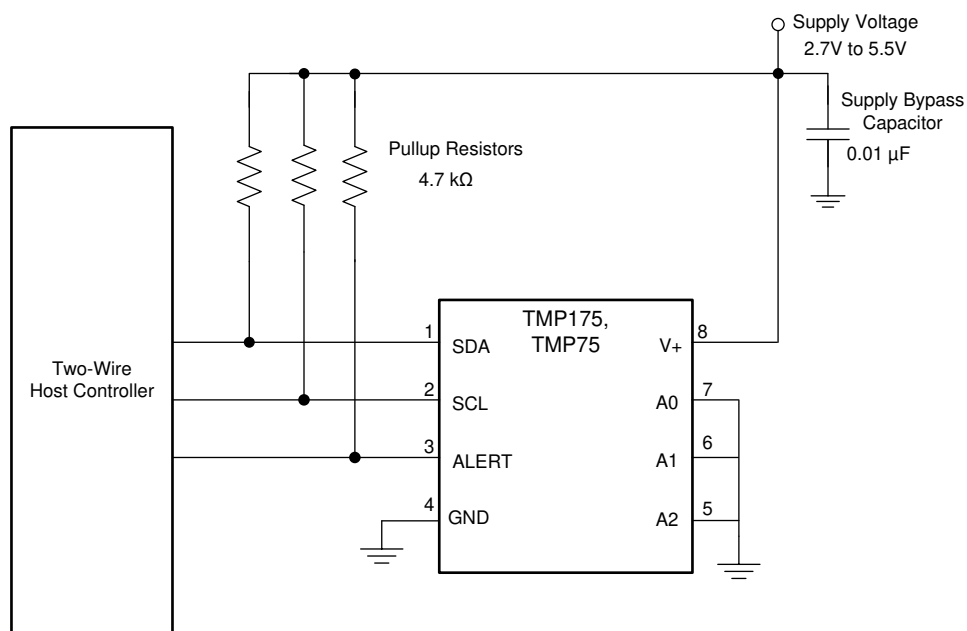 Supply Voltage
2.7V to 5.5V
Supply Bypass
Capacitor
0.01 µF
Pullup Resistors
4.7 kΩ
Two-Wire
Host Controller
TMP175,
TMP75
1
SDA
V+
8
2
SCL
A0
7
3
ALERT
A1
6
4
GND
A2
5